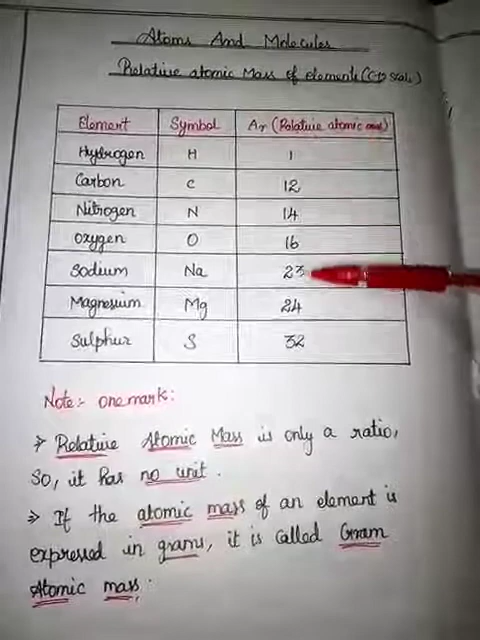 Atoms And Molecules
Relative atomic Mass of elements (C-12 scale)
Element Symbol Ar (Relative atomic mass)
Hydrogen H 1
Carbon C 12
Nitrogen N 14
Oxygen O 16
Sodium Na 23
Magnesium Mg 24
Sulphur S 32
Note:- one mark:
⇒ Relative Atomic Mass is only a ratio,
So, it has no unit.
⇒ If the atomic mass of an element is
expressed in grams, it is called Gram
Atomic mass.